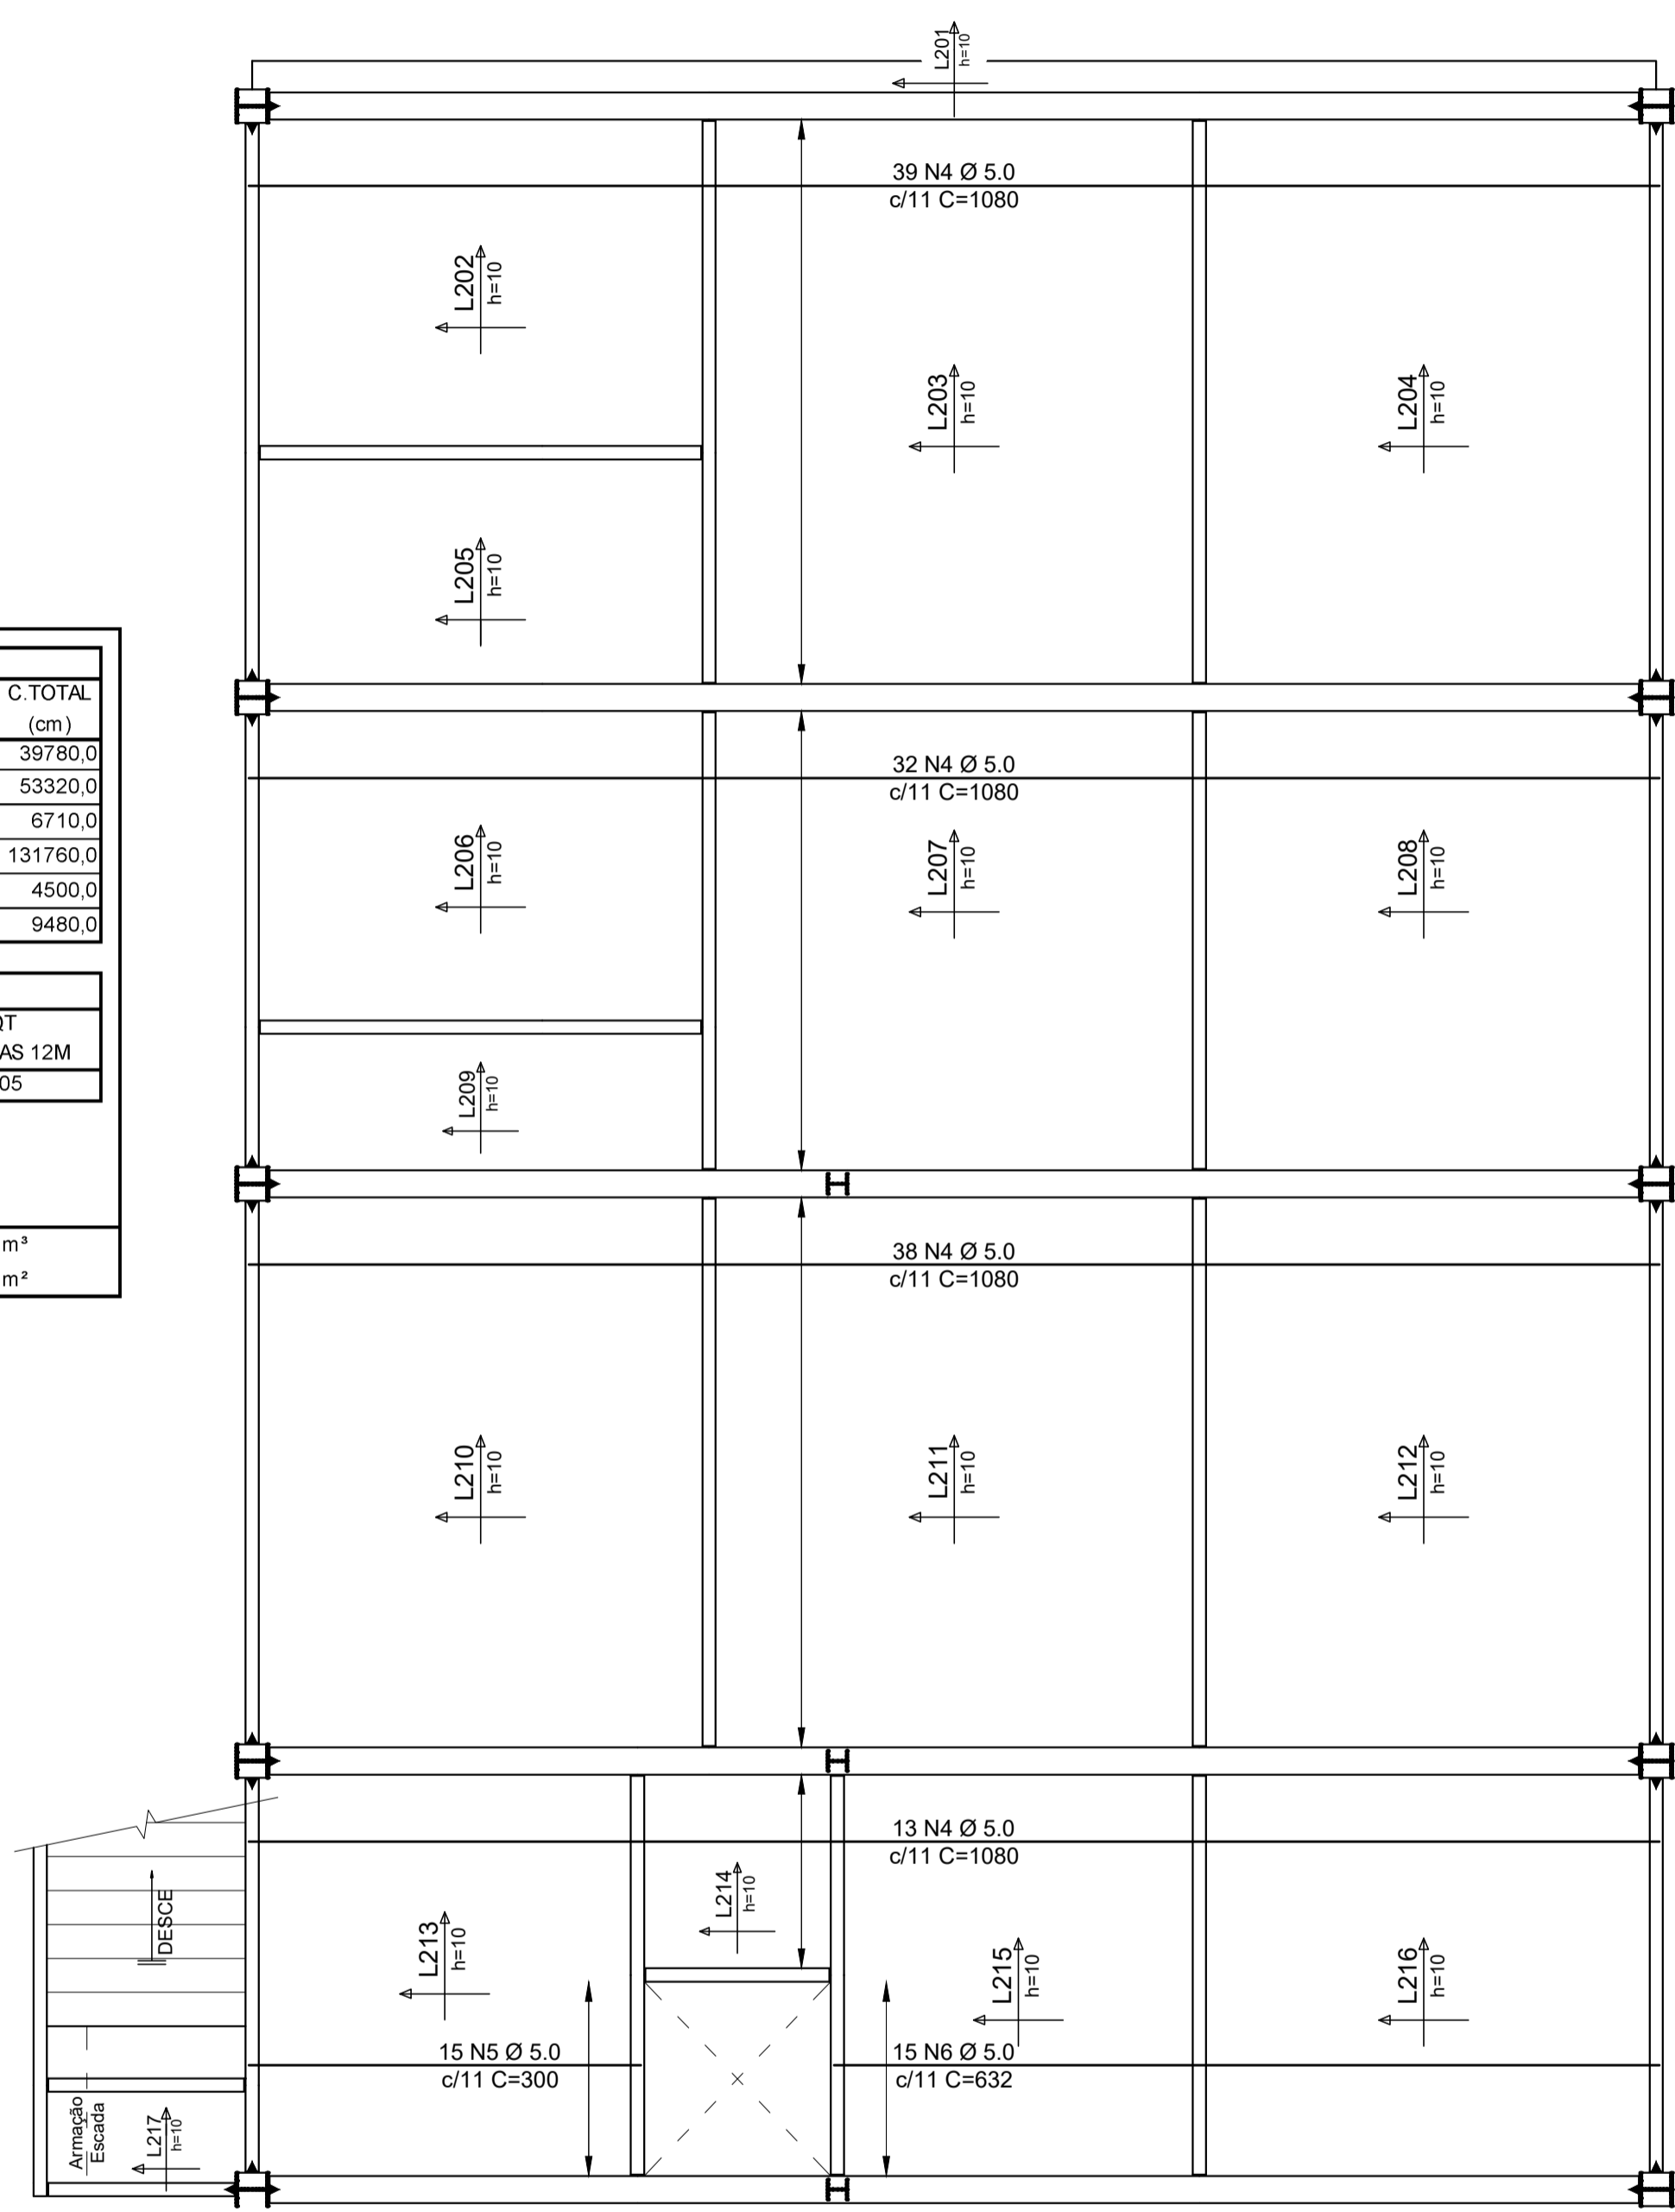 L201
h=10
39 N4 Ø 5.0
c/11 C=1080
L202
h=10
L203
h=10
L204
h=10
L205
h=10
C.TOTAL
(cm)
39780,0
53320,0
6710,0
131760,0
4500,0
9480,0
32 N4 Ø 5.0
c/11 C=1080
L206
h=10
L207
h=10
L208
h=10
AS 12M
05
L209
h=10
m³
m²
38 N4 Ø 5.0
c/11 C=1080
L210
h=10
L211
h=10
L212
h=10
13 N4 Ø 5.0
c/11 C=1080
DESCE
L213
h=10
L214
h=10
L215
h=10
L216
h=10
15 N5 Ø 5.0
c/11 C=300
15 N6 Ø 5.0
c/11 C=632
Armação
Escada
L217
h=10